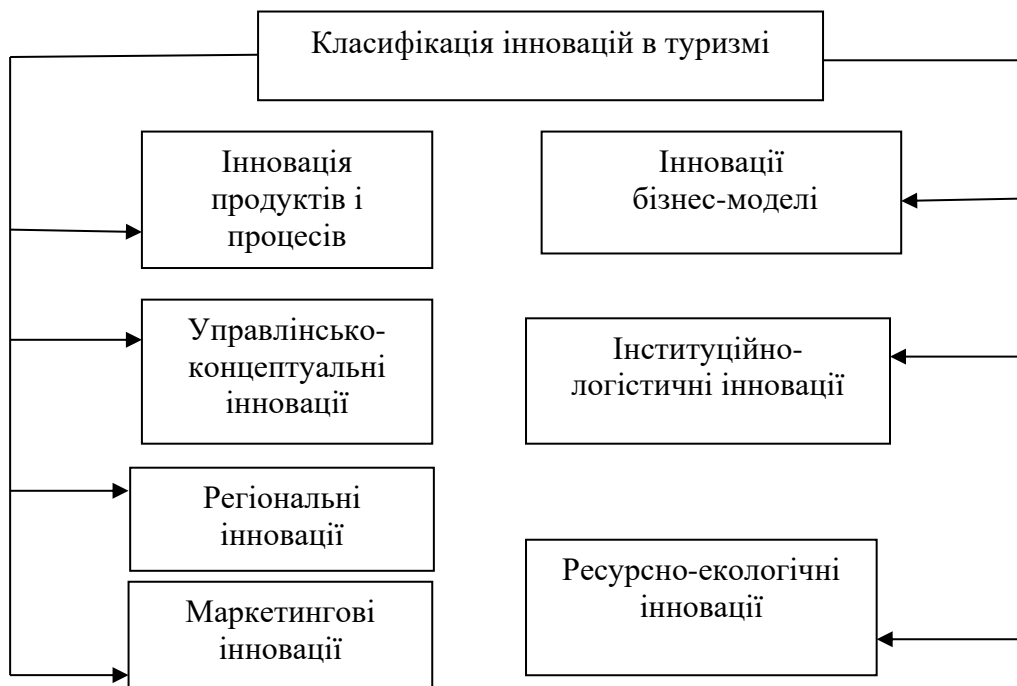 Класифікація інновацій в туризмі
Інновація
продуктів і
процесів
Управлінсько-
концептуальні
інновації
Регіональні
інновації
Маркетингові
інновації
Інновації
бізнес-моделі
Інституційно-
логістичні інновації
Ресурсно-екологічні
інновації